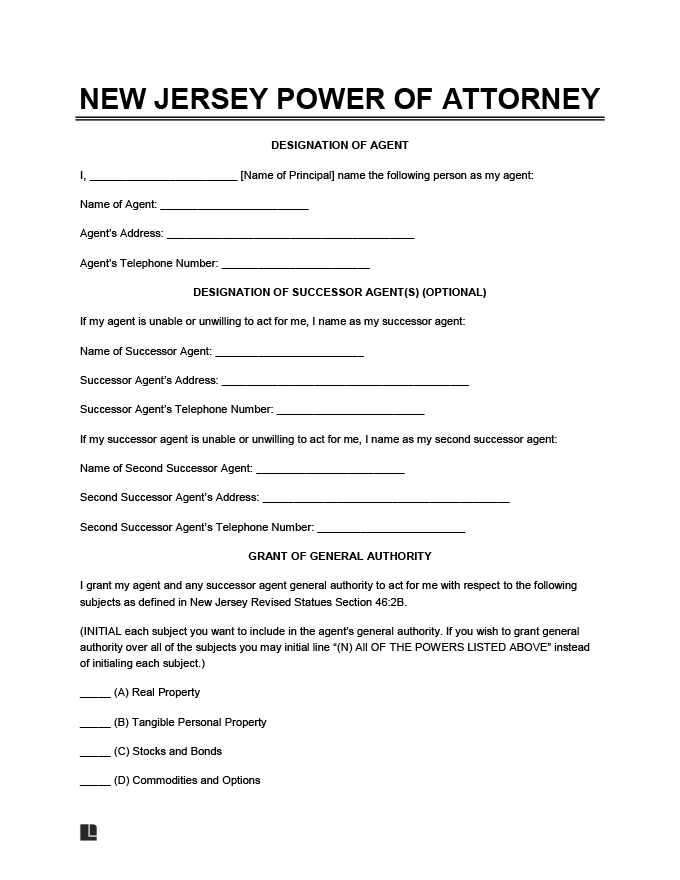 NEW JERSEY POWER OF ATTORNEY
DESIGNATION OF AGENT
I, ________________________ [Name of Principal] name the following person as my agent:
Name of Agent: ________________________
Agent's Address: ________________________________________
Agent's Telephone Number: ________________________
DESIGNATION OF SUCCESSOR AGENT(S) (OPTIONAL)
If my agent is unable or unwilling to act for me, I name as my successor agent:
Name of Successor Agent: ________________________
Successor Agent's Address: ________________________________________
Successor Agent's Telephone Number: ________________________
If my successor agent is unable or unwilling to act for me, I name as my second successor agent:
Name of Second Successor Agent: ________________________
Second Successor Agent's Address: ________________________________________
Second Successor Agent's Telephone Number: ________________________
GRANT OF GENERAL AUTHORITY
I grant my agent and any successor agent general authority to act for me with respect to the following
subjects as defined in New Jersey Revised Statues Section 46:2B.
(INITIAL each subject you want to include in the agent's general authority. If you wish to grant general
authority over all of the subjects you may initial line “(N) All OF THE POWERS LISTED ABOVE” instead
of initialing each subject.)
_____ (A) Real Property
_____ (B) Tangible Personal Property
_____ (C) Stocks and Bonds
_____ (D) Commodities and Options